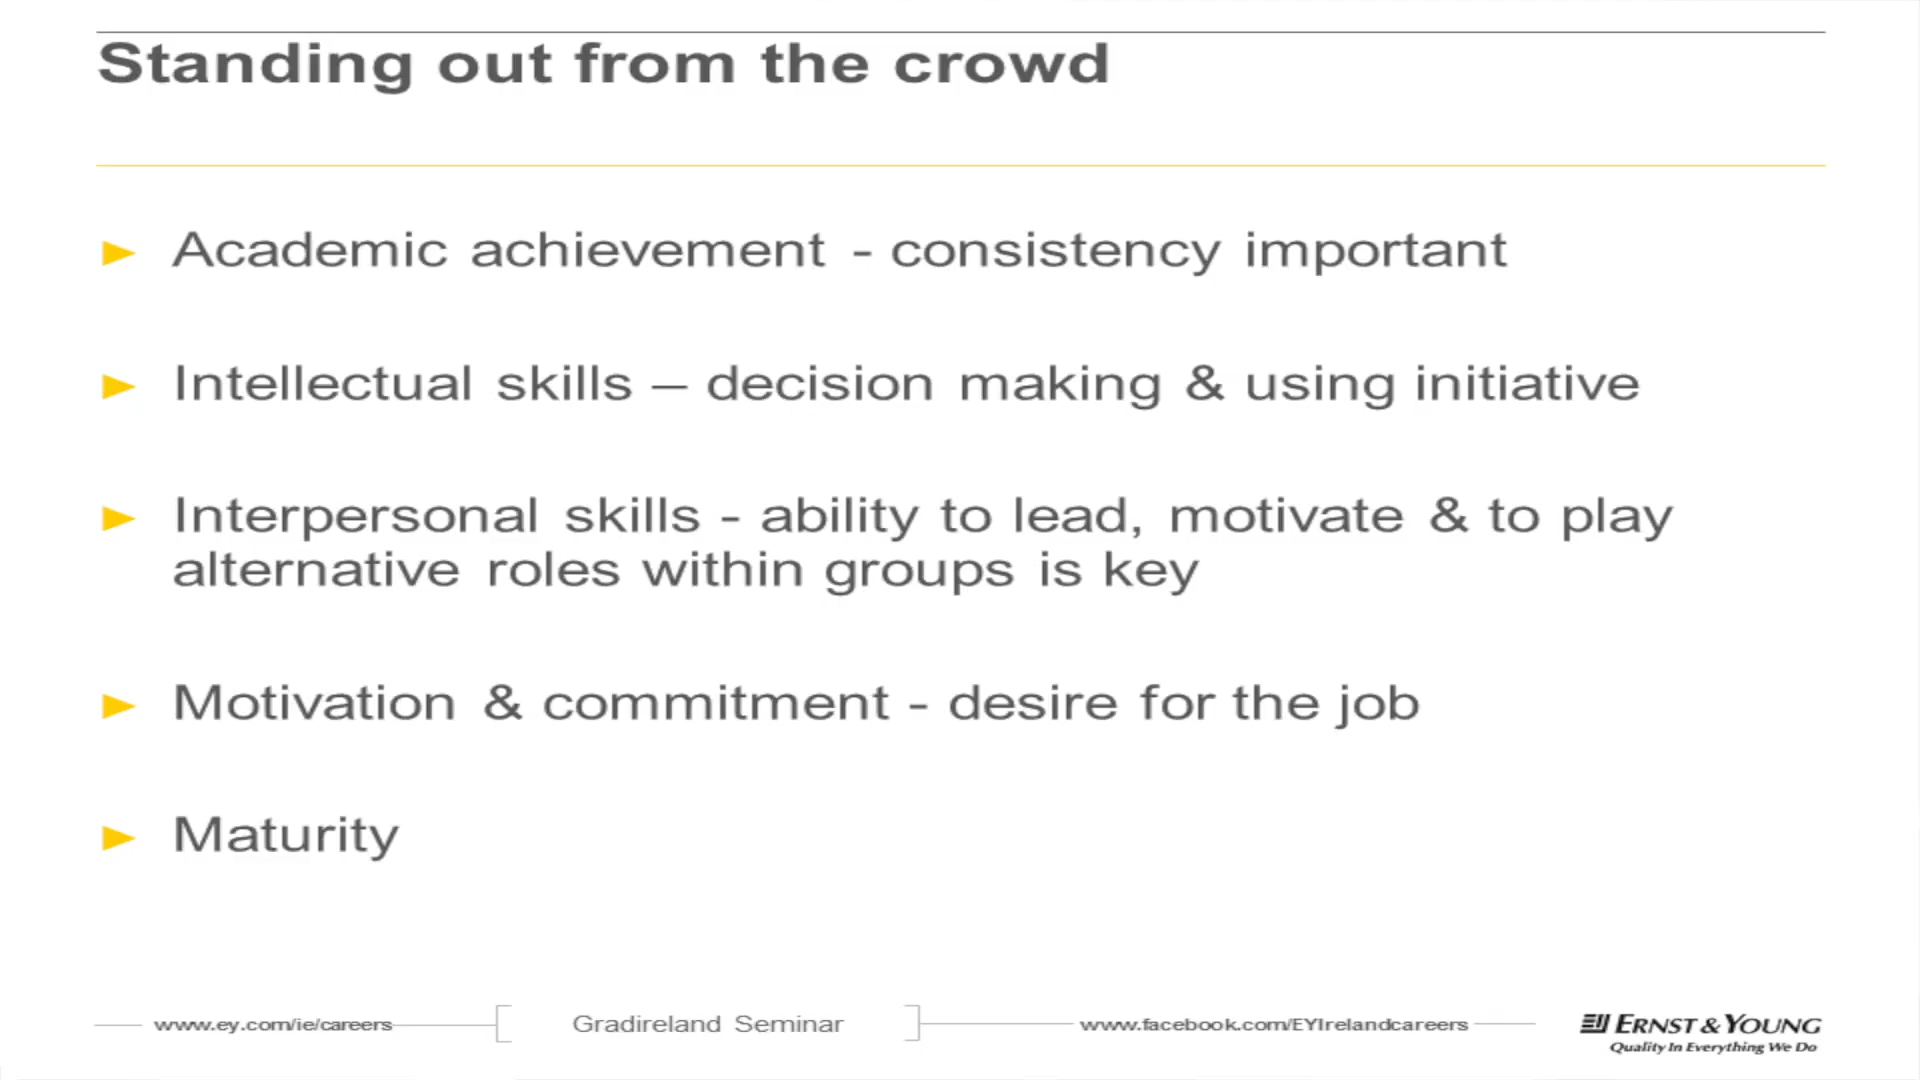 Standing out from the crowd
► Academic achievement - consistency important
► Intellectual skills – decision making & using initiative
► Interpersonal skills - ability to lead, motivate & to play
alternative roles within groups is key
► Motivation & commitment - desire for the job
► Maturity
www.ey.com/ie/careers Gradireland Seminar www.facebook.com/EYIrelandcareers ERNST & YOUNG
Quality In Everything We Do